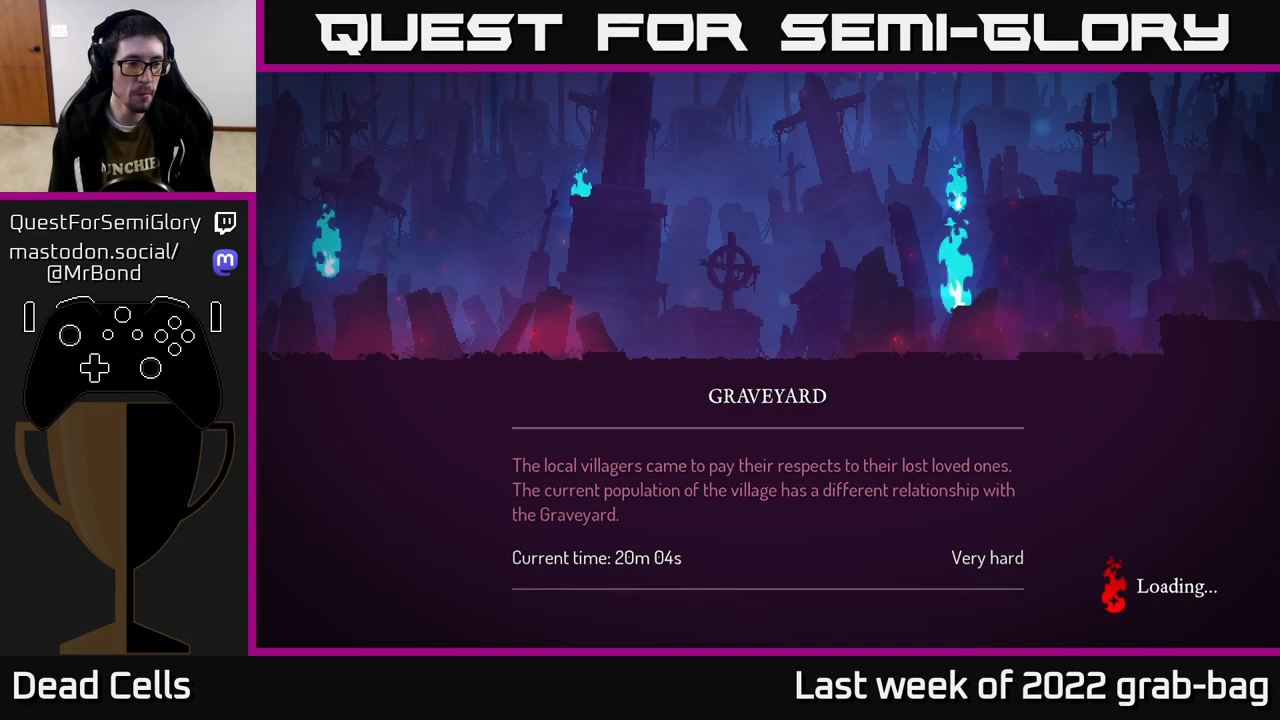 QUEST FOR SEMI-GLORY
UNCHIE
QuestForSemiGlory
mastodon.social/
@MrBond
GRAVEYARD
The local villagers came to pay their respects to their lost loved ones.
The current population of the village has a different relationship with
the Graveyard.
Current time: 20m 04s
Very hard
Loading...
Dead Cells
Last week of 2022 grab-bag